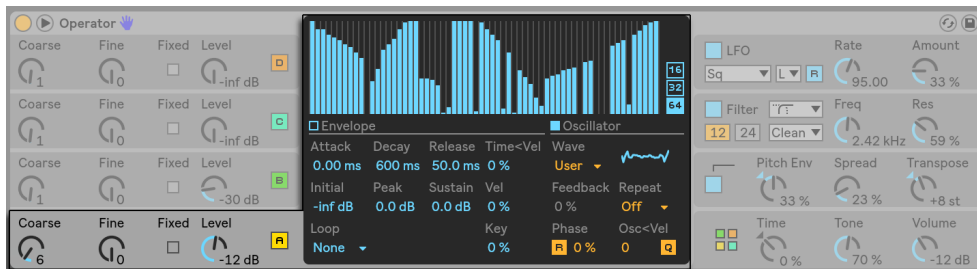 Operator
Coarse Fine Fixed Level
1 0 -inf dB D
Coarse Fine Fixed Level
1 0 -inf dB C
Coarse Fine Fixed Level
1 0 -30 dB B
Coarse Fine Fixed Level
6 0 -12 dB A
16
32
64
Envelope Oscillator
Attack Decay Release Time<Vel Wave
0.00 ms 600 ms 50.0 ms 0 % User
Initial Peak Sustain Vel Feedback Repeat
-inf dB 0.0 dB 0.0 dB 0 % 0 % Off
Loop Key Phase Osc<Vel
None 0 % R 0 % 0 Q
LFO Rate Amount
Sq L R 95.00 33 %
Filter Freq Res
12 24 Clean 2.42 kHz 59 %
Pitch Env Spread Transpose
33 % 23 % +8 st
Time Tone Volume
0 % 70 % -12 dB